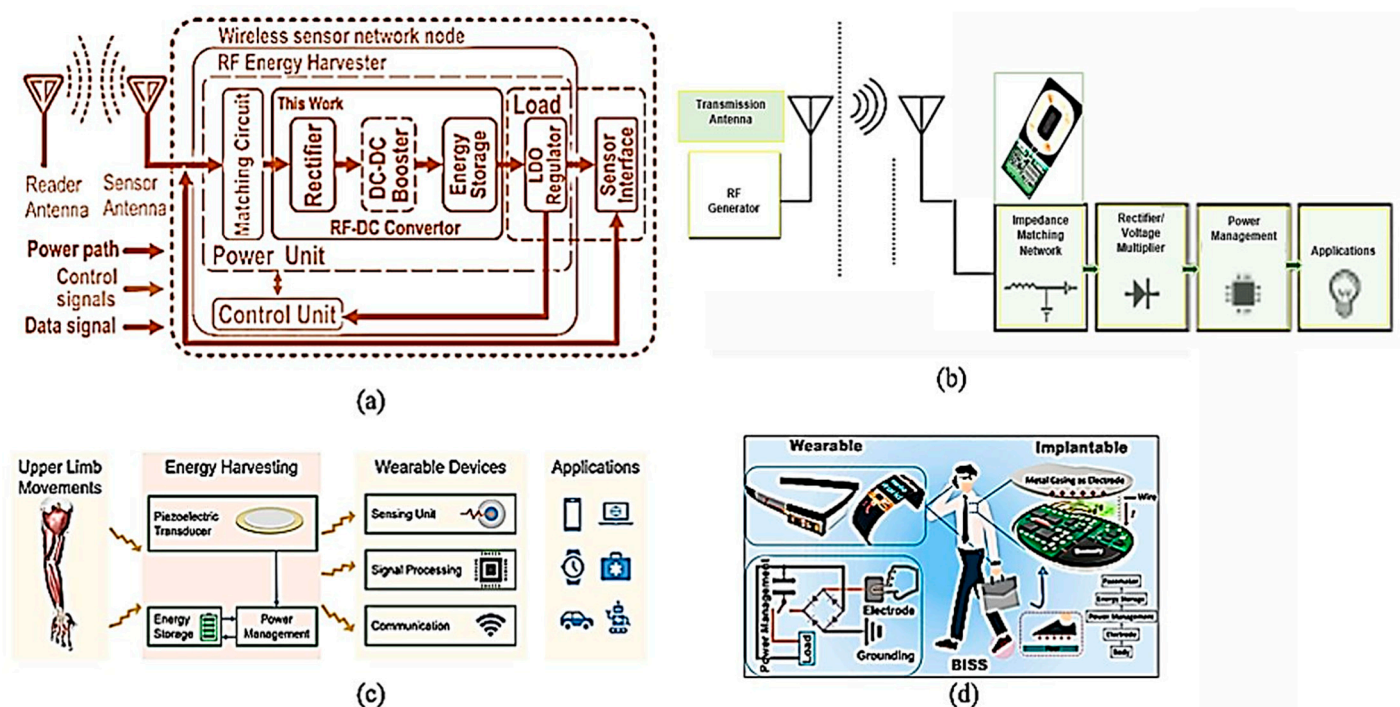 Wireless sensor network node
RF Energy Harvester
This Work
Load
Matching Circuit
Rectifier
DC-DC
Booster
Energy
Storage
LDO
Regulator
Sensor
Interface
RF-DC Convertor
Reader
Antenna
Sensor
Antenna
Power Unit
Power path
Control
signals
Data signal
Control Unit
(a)
Transmission
Antenna
RF
Generator
Impedance
Matching
Network
Rectifier/
Voltage
Multiplier
Power
Management
Applications
(b)
Upper Limb
Movements
Energy Harvesting
Wearable Devices
Applications
Piezoelectric
Transducer
Sensing Unit
Signal Processing
Energy
Storage
Power
Management
Communication
(c)
Wearable
Implantable
Metal Casing as Electrode
Wire
Power Management
Load
Electrode
Grounding
BISS
Energy Storage
Power Management
Electrode
Body
(d)